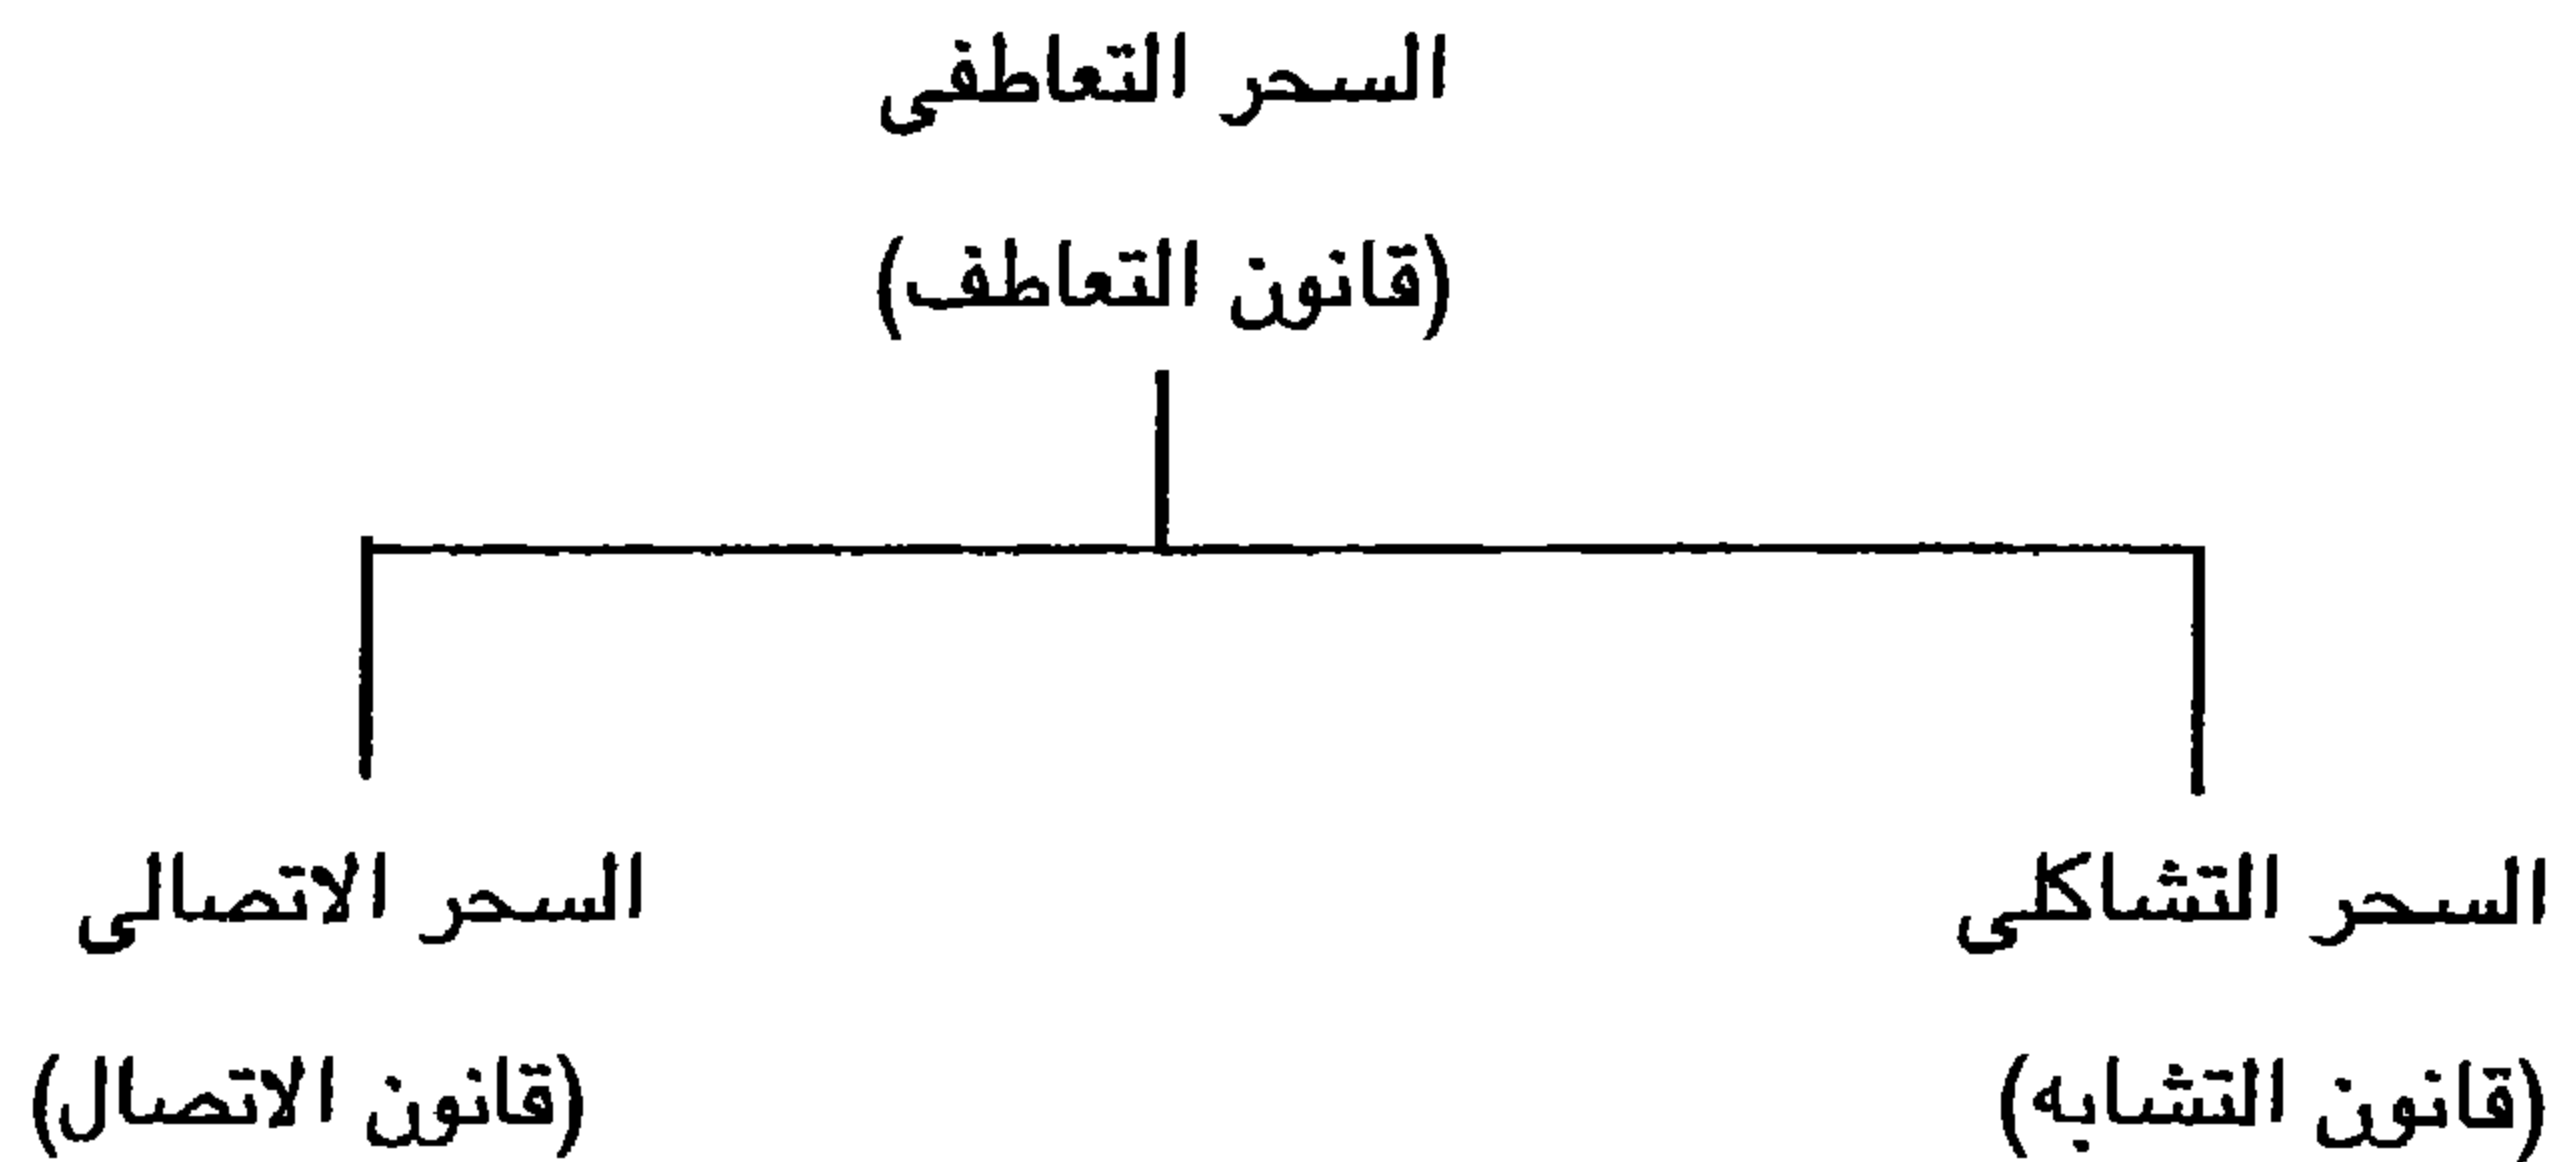 السحر التعاطفى
(قانون التعاطف)
السحر التشاكلى
(قانون التشابه)
السحر الاتصالى
(قانون الاتصال)